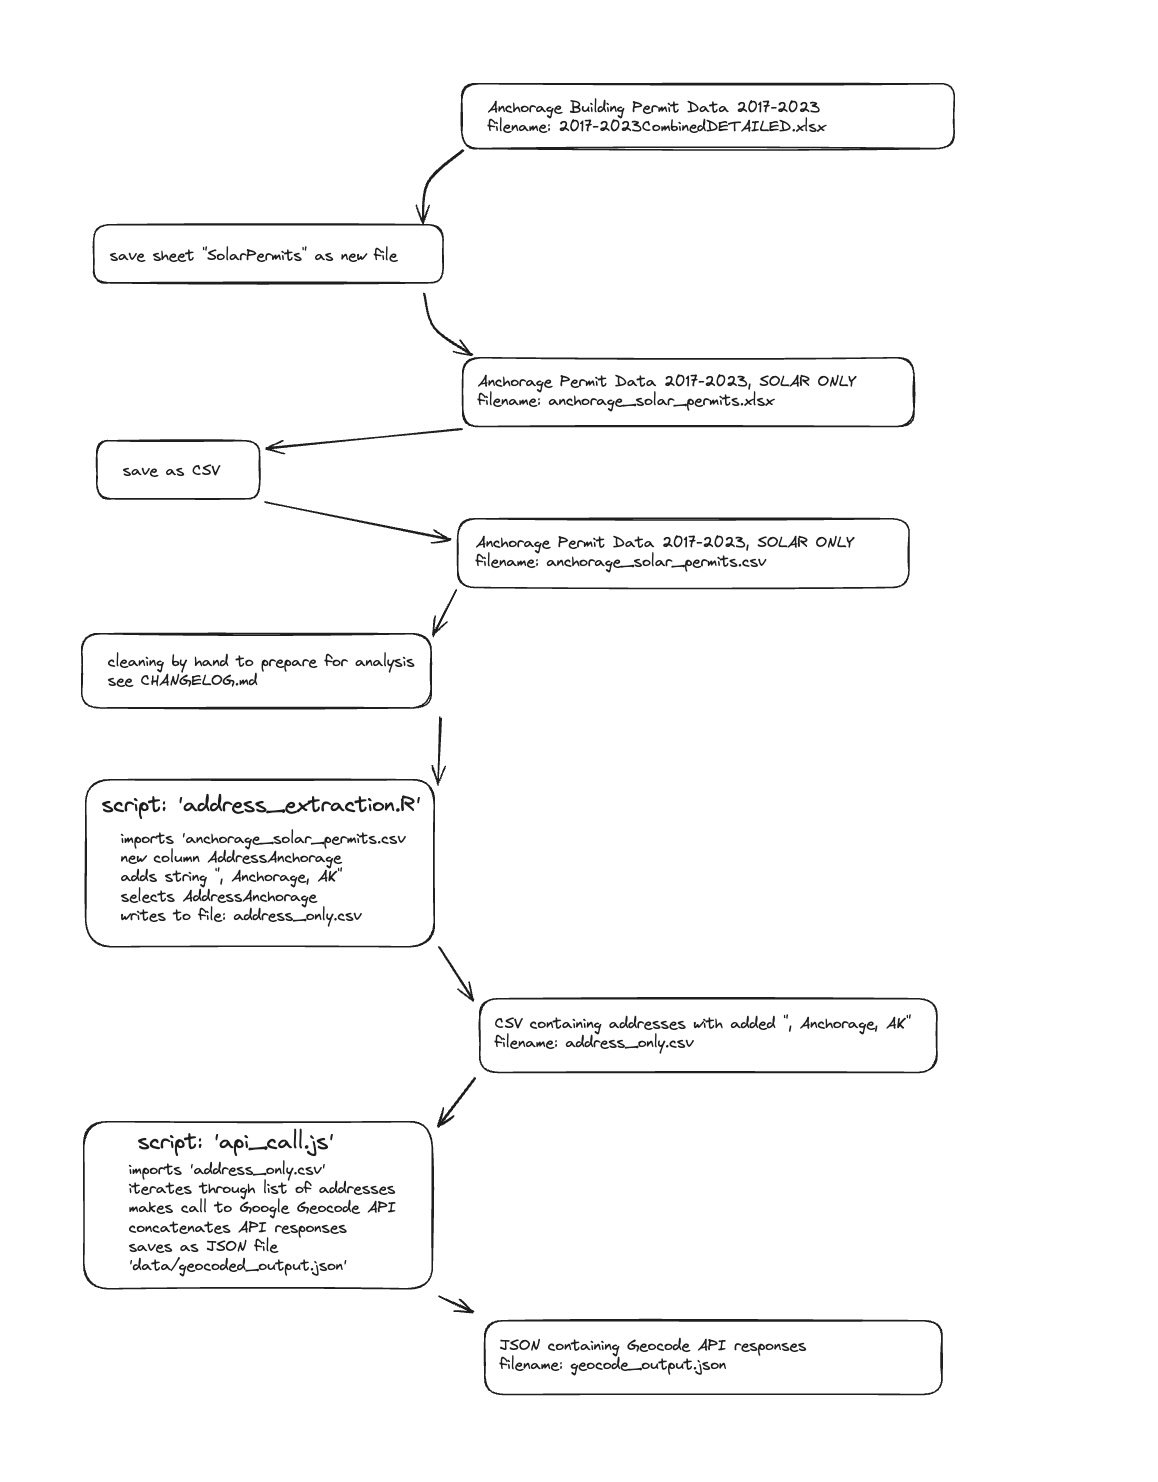 Anchorage Building Permit Data 2017-2023
filename: 2017-2023CombinedDETAILED.xlsx
save sheet "SolarPermits" as new file
Anchorage Permit Data 2017-2023, SOLAR ONLY
filename: anchorage_solar_permits.xlsx
save as CSV
Anchorage Permit Data 2017-2023, SOLAR ONLY
filename: anchorage_solar_permits.csv
cleaning by hand to prepare for analysis
see CHANGELOG.md
script: 'address_extraction.R'
imports 'anchorage_solar_permits.csv
new column AddressAnchorage
adds string ", Anchorage, AK"
selects AddressAnchorage
writes to file: address_only.csv
CSV containing addresses with added ", Anchorage, AK"
filename: address_only.csv
script: 'api_call.js'
imports 'address_only.csv'
iterates through list of addresses
makes call to Google Geocode API
concatenates API responses
saves as JSON file
'data/geocoded_output.json'
JSON containing Geocode API responses
filename: geocode_output.json